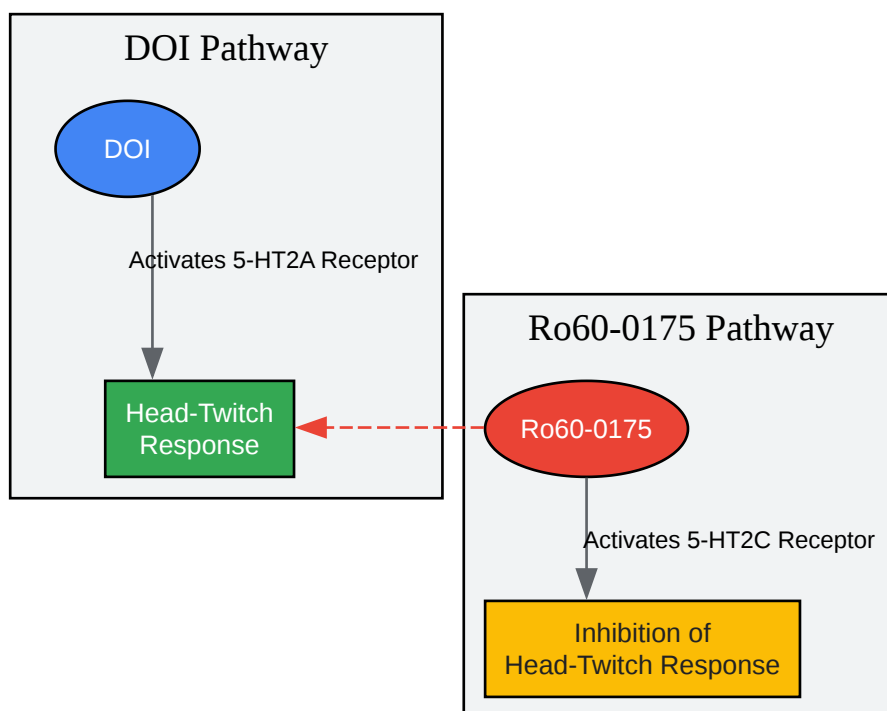 DOI Pathway
DOI
Activates 5-HT2A Receptor
Head-Twitch
Response
Ro60-0175 Pathway
Ro60-0175
Activates 5-HT2C Receptor
Inhibition of
Head-Twitch Response